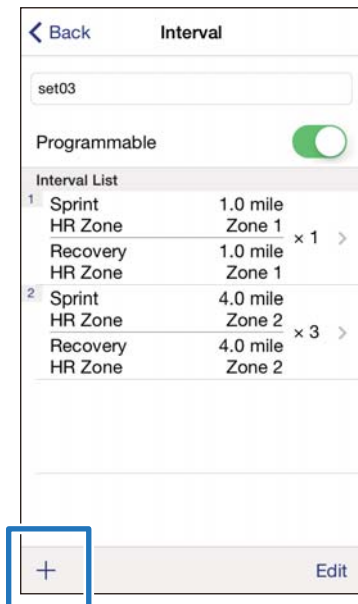 Back Interval
set03
Programmable
Interval List
1 Sprint 1.0 mile
HR Zone Zone 1
× 1
Recovery 1.0 mile
HR Zone Zone 1
2 Sprint 4.0 mile
HR Zone Zone 2
× 3
Recovery 4.0 mile
HR Zone Zone 2
+ Edit